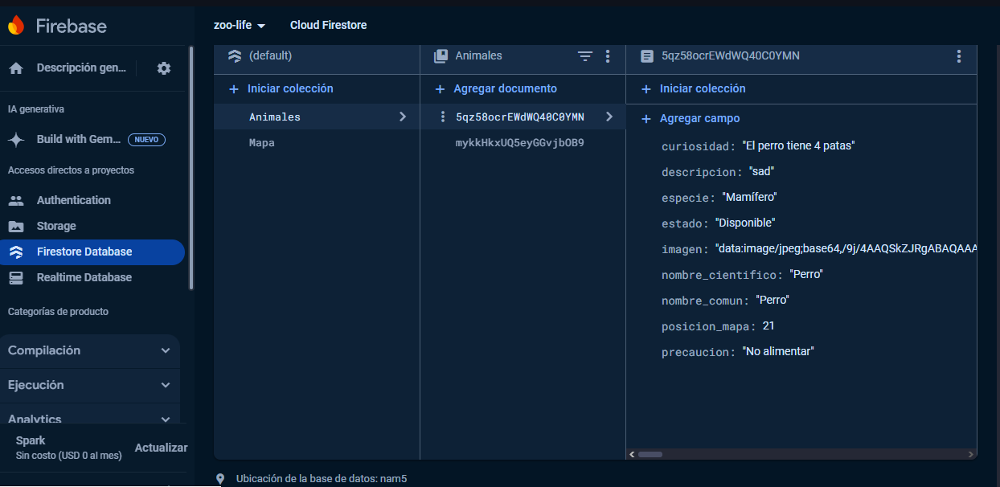 Firebase
zoo-life
Cloud Firestore
Descripción gen...
IA generativa
Build with Gem...
NUEVO
Accesos directos a proyectos
Authentication
Storage
Firestore Database
Realtime Database
Categorías de producto
Compilación
Ejecución
Analytics
Spark
Sin costo (USD 0 al mes)
Actualizar
(default)
Iniciar colección
Animales
Mapa
Animales
Agregar documento
5qz58ocrEWdWQ40C0YMN
mykkHkxUQ5eyGGvjbOB9
5qz58ocrEWdWQ40C0YMN
Iniciar colección
Agregar campo
curiosidad: "El perro tiene 4 patas"
descripcion: "sad"
especie: "Mamífero"
estado: "Disponible"
imagen: "data:image/jpeg;base64,/9j/4AAQSkZJRgABAQAAA
nombre_cientifico: "Perro"
nombre_comun: "Perro"
posicion_mapa: 21
precaucion: "No alimentar"
Ubicación de la base de datos: nam5